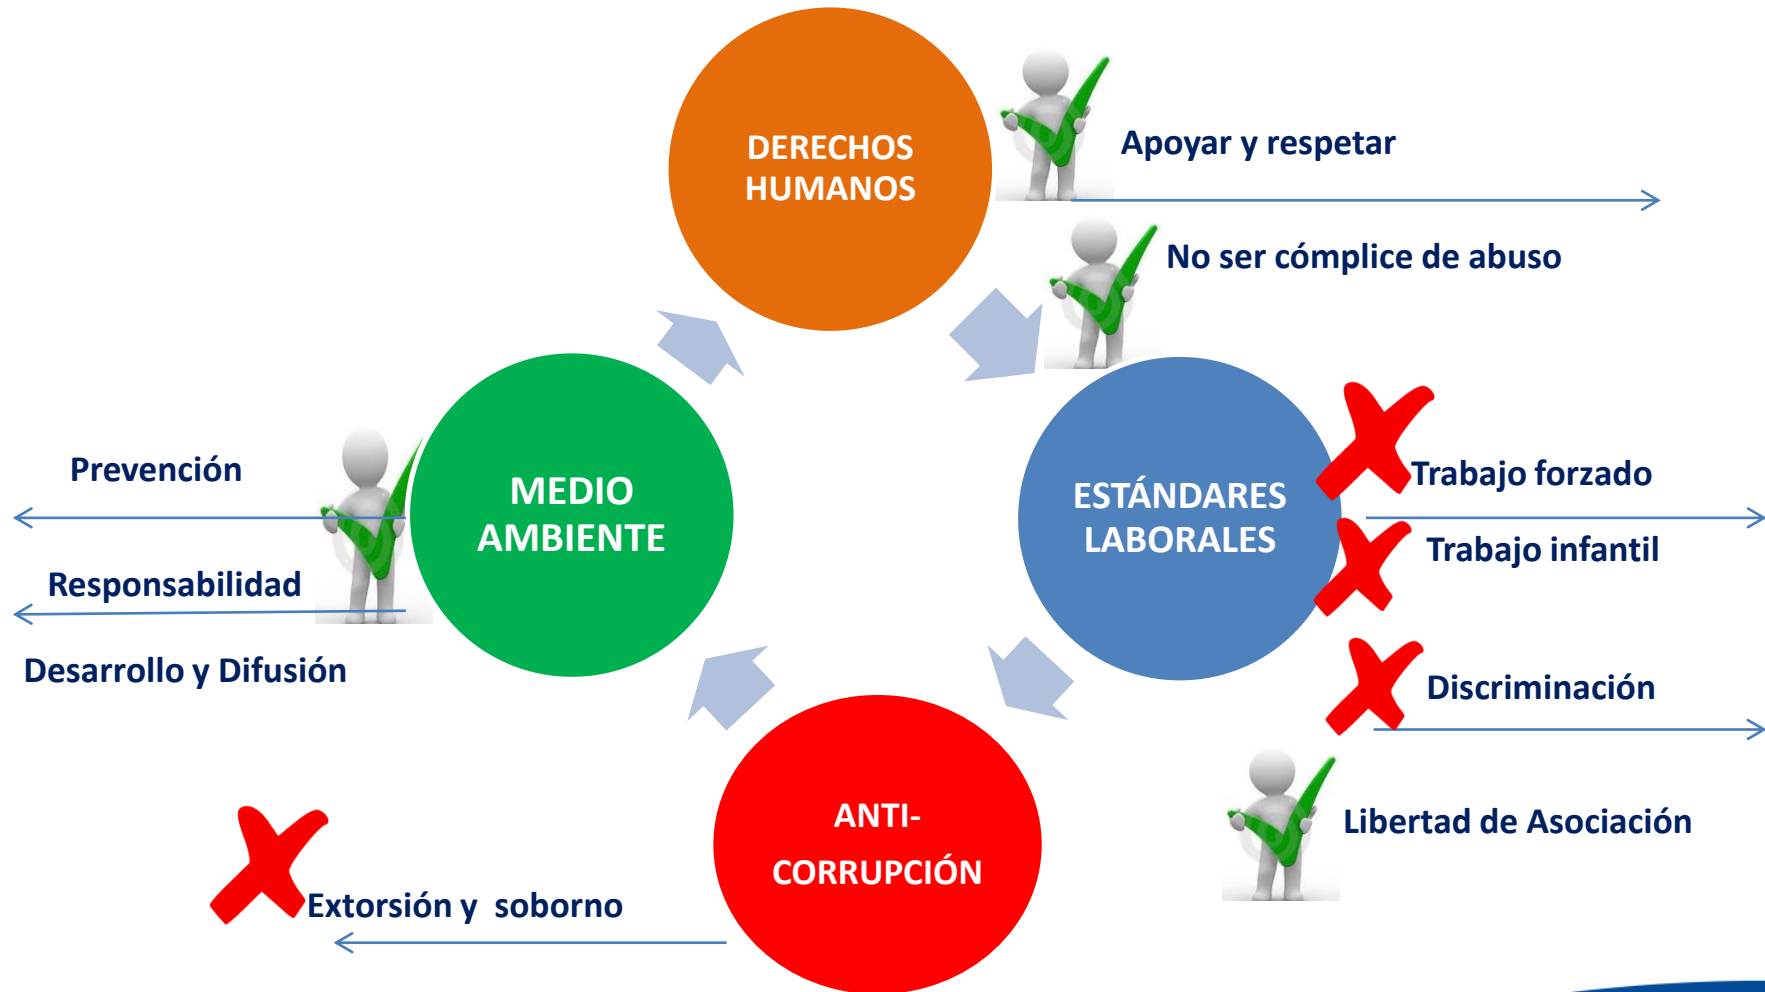 DERECHOS
HUMANOS
Apoyar y respetar
No ser cómplice de abuso
ESTÁNDARES
LABORALES
Trabajo forzado
Trabajo infantil
Discriminación
Libertad de Asociación
ANTI-
CORRUPCIÓN
Extorsión y soborno
MEDIO
AMBIENTE
Prevención
Responsabilidad
Desarrollo y Difusión